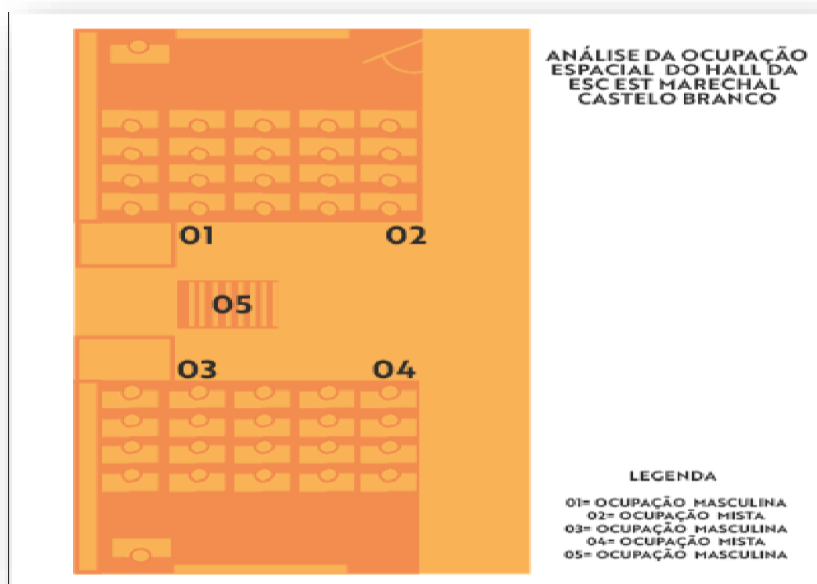 ANÁLISE DA OCUPAÇÃO
ESPACIAL DO HALL DA
ESC EST MARECHAL
CASTELO BRANCO
01
02
05
03
04
LEGENDA
01= OCUPAÇÃO MASCULINA
02= OCUPAÇÃO MISTA
03= OCUPAÇÃO MASCULINA
04= OCUPAÇÃO MISTA
05= OCUPAÇÃO MASCULINA